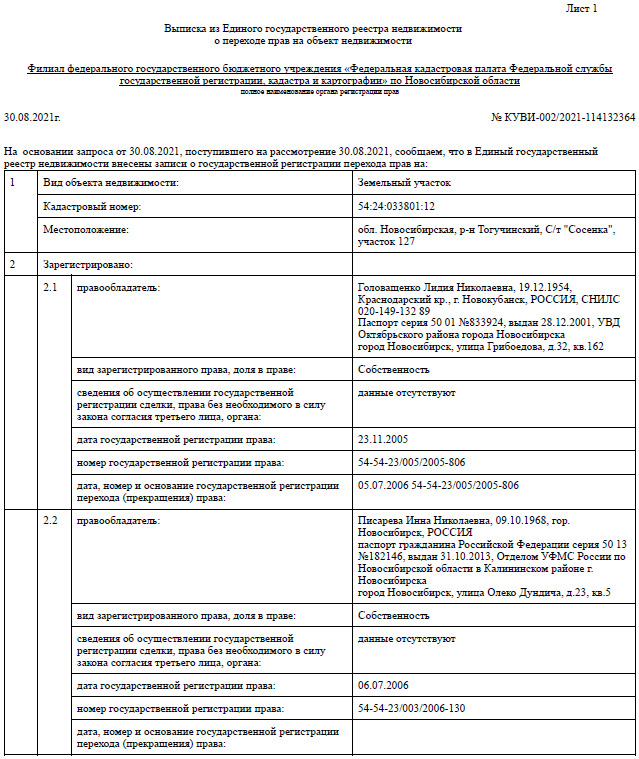 Лист 1
Выписка из Единого государственного реестра недвижимости
о переходе прав на объект недвижимости
Филиал федерального государственного бюджетного учреждения «Федеральная кадастровая палата Федеральной службы
государственной регистрации, кадастра и картографии» по Новосибирской области
полное наименование органа регистрации прав
30.08.2021г. № КУВИ-002/2021-114132364
На основании запроса от 30.08.2021, поступившего на рассмотрение 30.08.2021, сообщаем, что в Единый государственный
реестр недвижимости внесены записи о государственной регистрации перехода прав на:
1 Вид объекта недвижимости: Земельный участок
Кадастровый номер: 54:24:033801:12
Местоположение: обл. Новосибирская, р-н Тогучинский, С/т "Сосенка",
участок 127
2 Зарегистрировано:
2.1 правообладатель: Головащенко Лидия Николаевна, 19.12.1954,
Краснодарский кр., г. Новокубанск, РОССИЯ, СНИЛС
020-149-132 89
Паспорт серия 50 01 №833924, выдан 28.12.2001, УВД
Октябрьского района города Новосибирска
город Новосибирск, улица Грибоедова, д.32, кв.162
вид зарегистрированного права, доля в праве: Собственность
сведения об осуществлении государственной данные отсутствуют
регистрации сделки, права без необходимого в силу
закона согласия третьего лица, органа:
дата государственной регистрации права: 23.11.2005
номер государственной регистрации права: 54-54-23/005/2005-806
дата, номер и основание государственной регистрации 05.07.2006 54-54-23/005/2005-806
перехода (прекращения) права:
2.2 правообладатель: Писарева Инна Николаевна, 09.10.1968, гор.
Новосибирск, РОССИЯ
паспорт гражданина Российской Федерации серия 50 13
№182146, выдан 31.10.2013, Отделом УФМС России по
Новосибирской области в Калининском районе г.
Новосибирска
город Новосибирск, улица Олеко Дундича, д.23, кв.5
вид зарегистрированного права, доля в праве: Собственность
сведения об осуществлении государственной данные отсутствуют
регистрации сделки, права без необходимого в силу
закона согласия третьего лица, органа:
дата государственной регистрации права: 06.07.2006
номер государственной регистрации права: 54-54-23/003/2006-130
дата, номер и основание государственной регистрации
перехода (прекращения) права: